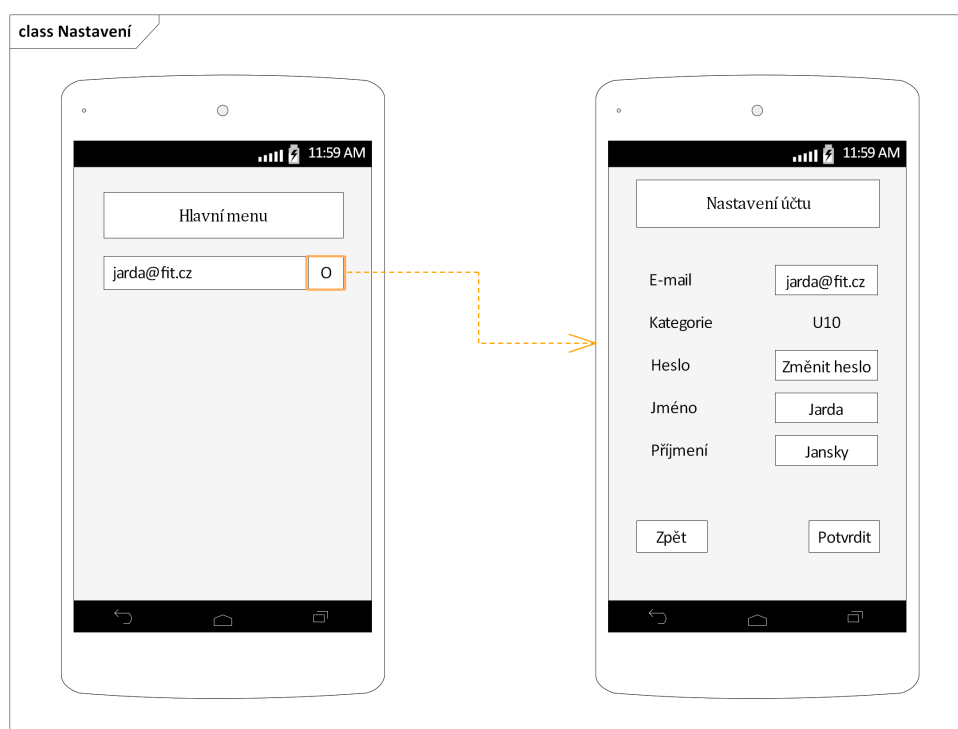 class Nastavení
11:59 AM
Hlavní menu
jarda@fit.cz
O
11:59 AM
Nastavení účtu
E-mail jarda@fit.cz
Kategorie U10
Heslo Změnit heslo
Jméno Jarda
Příjmení Jansky
Zpět Potvrdit